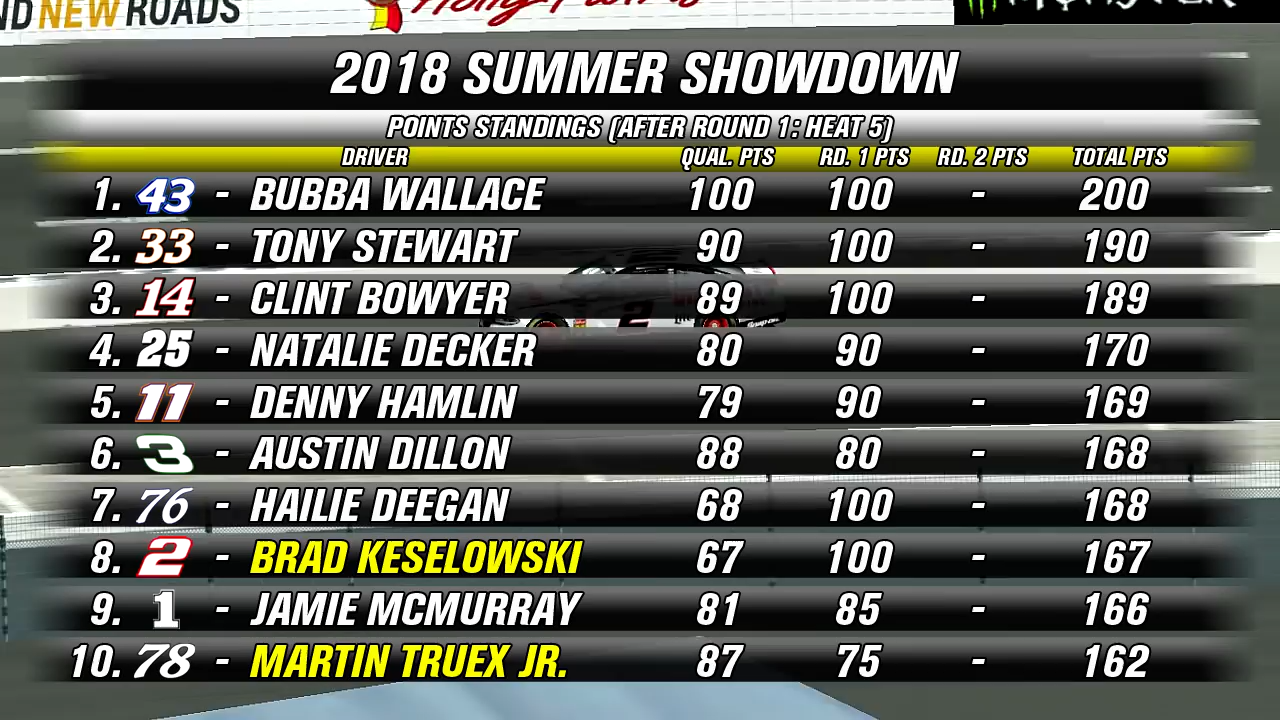 ND NEW ROADS
2018 SUMMER SHOWDOWN
POINTS STANDINGS (AFTER ROUND 1: HEAT 5)
DRIVER QUAL. PTS RD. 1 PTS RD. 2 PTS TOTAL PTS
1. 43 - BUBBA WALLACE 100 100 - 200
2. 33 - TONY STEWART 90 100 - 190
3. 14 - CLINT BOWYER 89 100 - 189
4. 25 - NATALIE DECKER 80 90 - 170
5. 11 - DENNY HAMLIN 79 90 - 169
6. 3 - AUSTIN DILLON 88 80 - 168
7. 76 - HAILIE DEEGAN 68 100 - 168
8. 2 - BRAD KESELOWSKI 67 100 - 167
9. 1 - JAMIE MCMURRAY 81 85 - 166
10. 78 - MARTIN TRUEX JR. 87 75 - 162